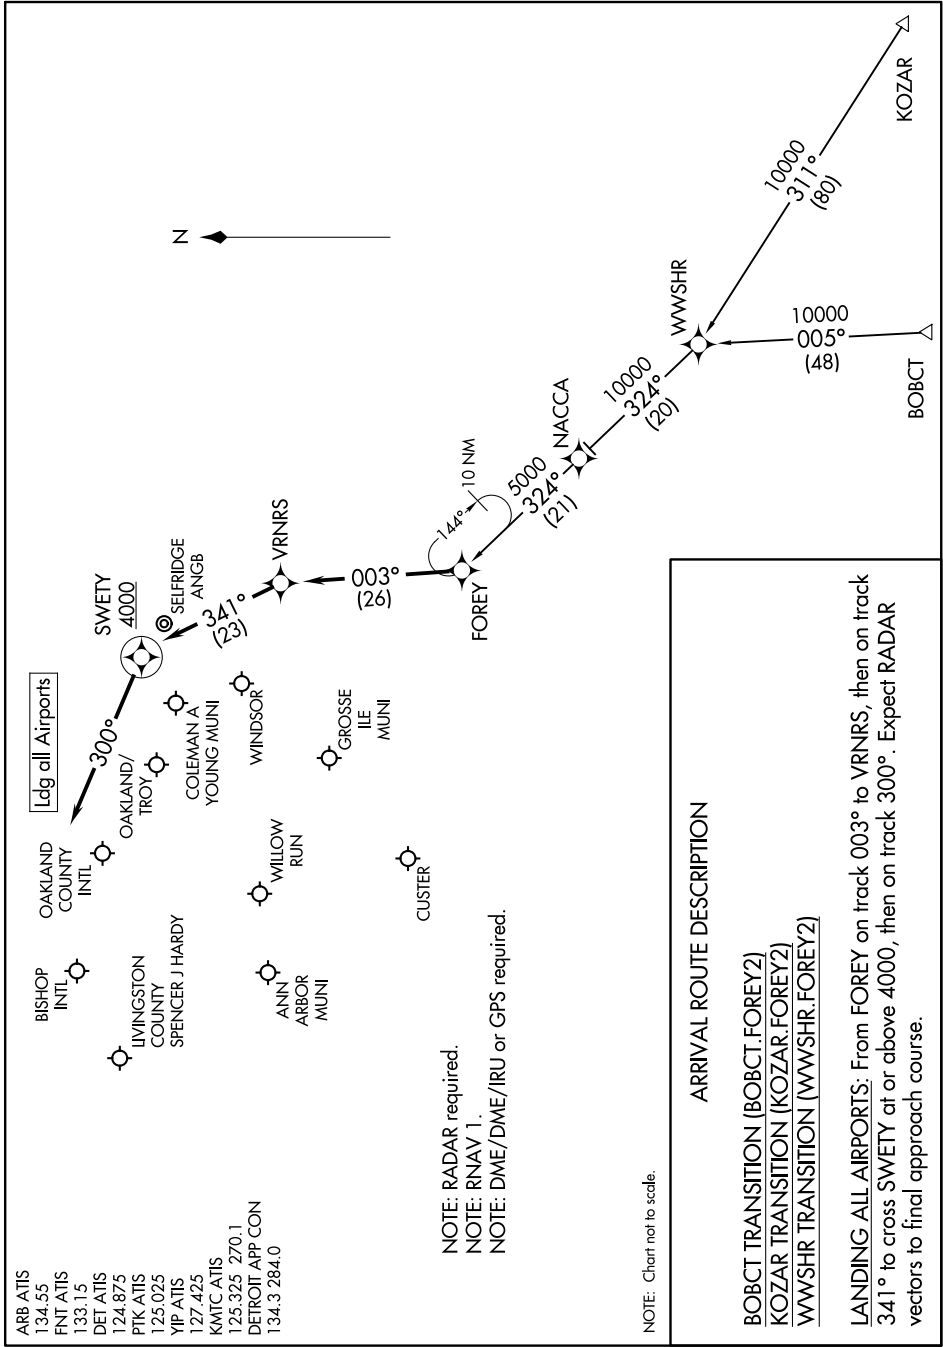 ARB ATIS
134.55
FNT ATIS
133.15
DET ATIS
124.875
PTK ATIS
125.025
YIP ATIS
127.425
KMTC ATIS
125.325 270.1
DETROIT APP CON
134.3 284.0
BISHOP
INTL
LIVINGSTON
COUNTY
SPENCER J HARDY
OAKLAND
COUNTY
INTL
Ldg all Airports
300°
OAKLAND/
TROY
COLEMAN A
YOUNG MUNI
SWETY
4000
SELFRIDGE
ANGB
341°
(23)
WINDSOR
VRNRS
ANN
ARBOR
MUNI
WILLOW
RUN
GROSSE
ILE
MUNI
CUSTER
003°
(26)
FOREY
144°
10 NM
5000
324°
(21)
NACCA
10000
324°
(20)
WWSHR
10000
005°
(48)
BOBCT
10000
311°
(80)
KOZAR
N
NOTE: RADAR required.
NOTE: RNAV 1.
NOTE: DME/DME/IRU or GPS required.
NOTE: Chart not to scale.
ARRIVAL ROUTE DESCRIPTION
BOBCT TRANSITION (BOBCT.FOREY2)
KOZAR TRANSITION (KOZAR.FOREY2)
WWSHR TRANSITION (WWSHR.FOREY2)
LANDING ALL AIRPORTS: From FOREY on track 003° to VRNRS, then on track
341° to cross SWETY at or above 4000, then on track 300°. Expect RADAR
vectors to final approach course.